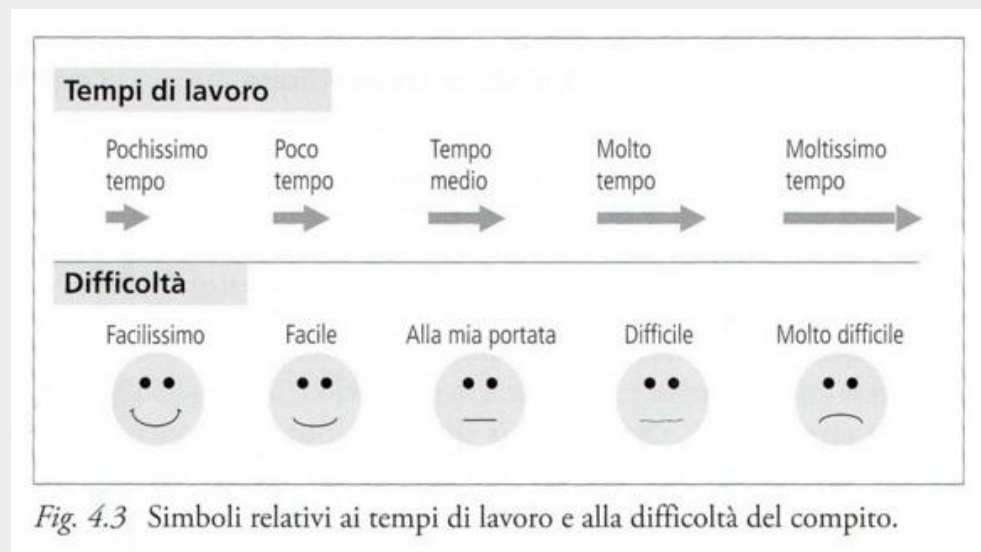 Tempi di lavoro
Pochissimo tempo
Poco tempo
Tempo medio
Molto tempo
Moltissimo tempo
Difficoltà
Facilissimo
Facile
Alla mia portata
Difficile
Molto difficile
Fig. 4.3 Simboli relativi ai tempi di lavoro e alla difficoltà del compito.